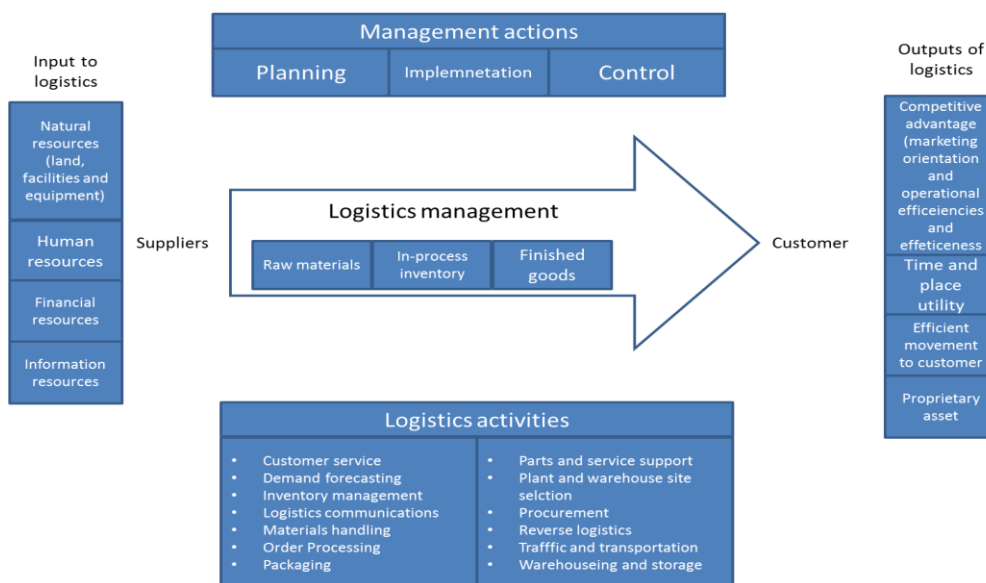 Management actions
Planning
Implemnetation
Control
Input to
logistics
Natural
resources
(land,
facilities and
equipment)
Human
resources
Financial
resources
Information
resources
Suppliers
Logistics management
Raw materials
In-process
inventory
Finished
goods
Customer
Outputs of
logistics
Competitive
advantage
(marketing
orientation
and
operational
efficeiencies
and
effeticeness
Time and
place
utility
Efficient
movement
to customer
Proprietary
asset
Logistics activities
• Customer service
• Demand forecasting
• Inventory management
• Logistics communications
• Materials handling
• Order Processing
• Packaging
• Parts and service support
• Plant and warehouse site
selction
• Procurement
• Reverse logistics
• Trafffic and transportation
• Warehouseing and storage